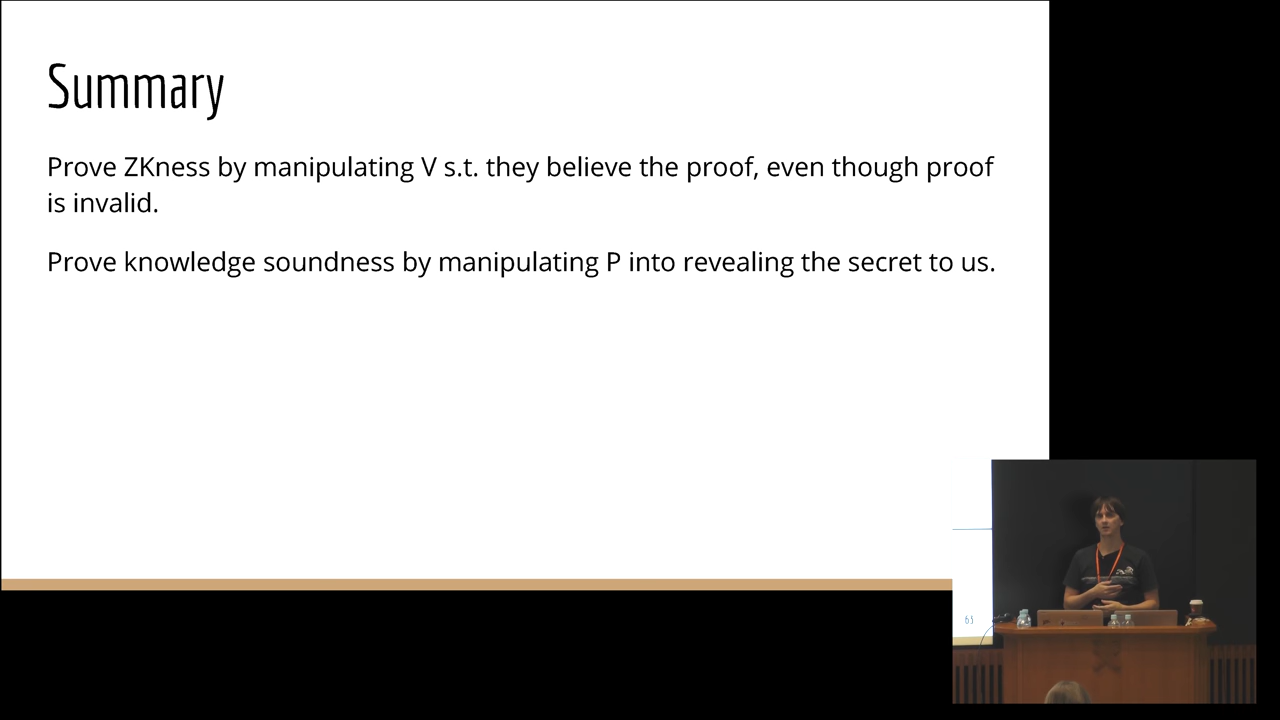 Summary
Prove ZKness by manipulating V s.t. they believe the proof, even though proof
is invalid.
Prove knowledge soundness by manipulating P into revealing the secret to us.
63